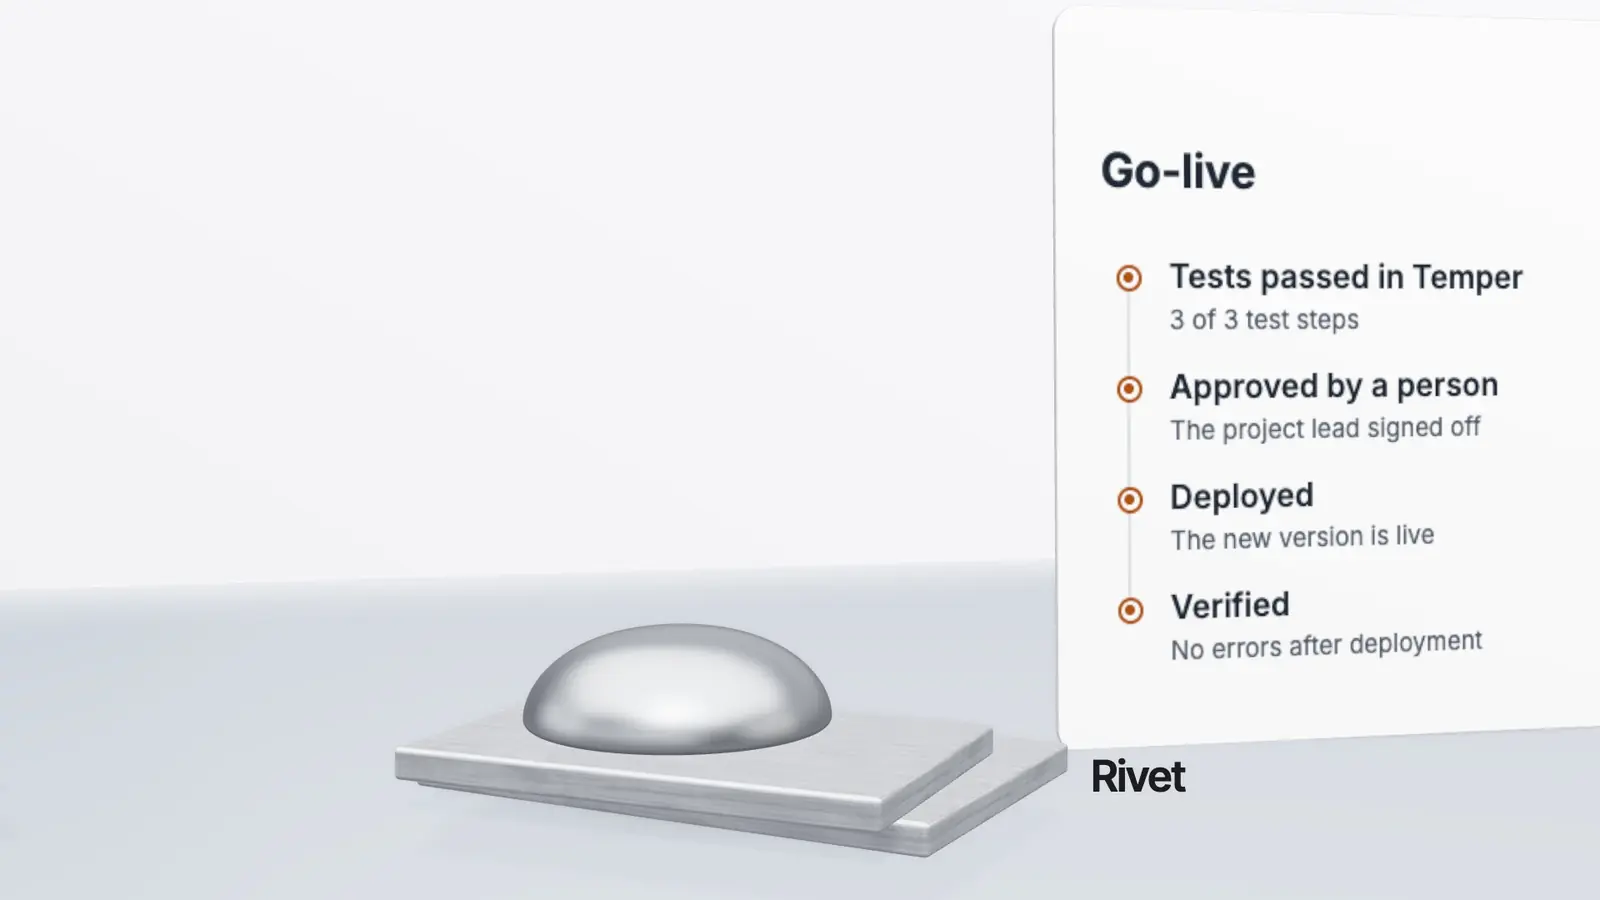 Go-live
Tests passed in Temper
3 of 3 test steps
Approved by a person
The project lead signed off
Deployed
The new version is live
Verified
No errors after deployment
Rivet